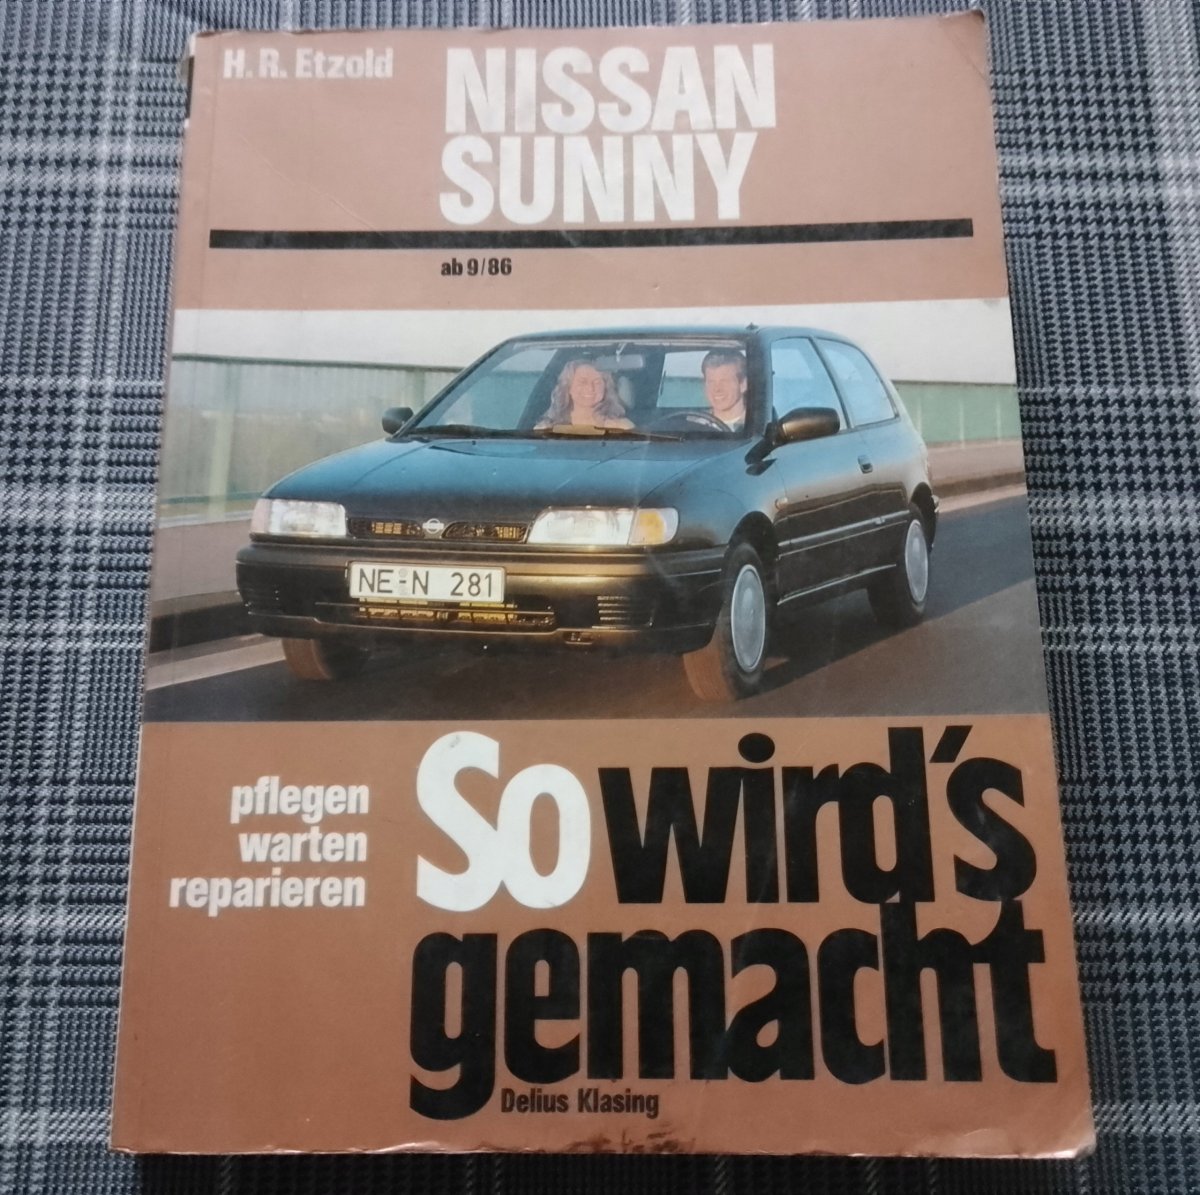 H. R. Etzold
NISSAN
SUNNY
ab 9/86
NE-N 281
pflegen
warten
reparieren
So wird's
gemacht
Delius Klasing